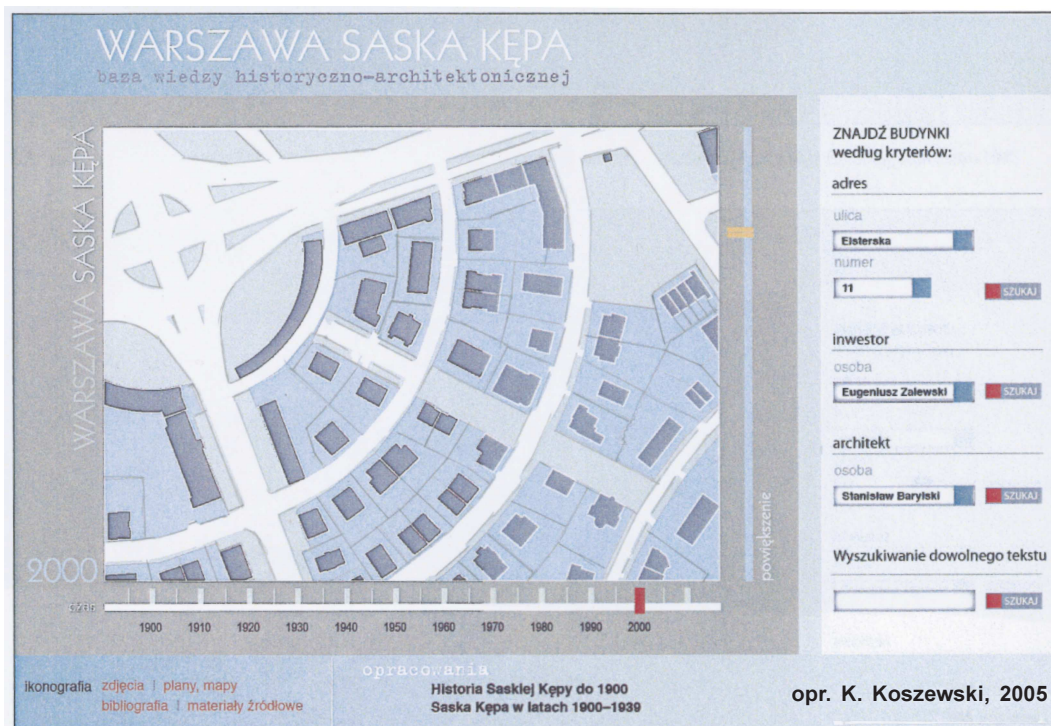 WARSZAWA SASKA KĘPA
baza wiedzy historyczno-architektonicznej
WARSZAWA SASKA KĘPA
2000
powiększenie
1900 1910 1920 1930 1940 1950 1960 1970 1980 1990 2000
ZNAJDŹ BUDYNKI
według kryteriów:
adres
ulica
Elsterska
numer
11
SZUKAJ
inwestor
osoba
Eugeniusz Zalewski
SZUKAJ
architekt
osoba
Stanisław Barylski
SZUKAJ
Wyszukiwanie dowolnego tekstu
SZUKAJ
ikonografia zdjęcia | plany, mapy
bibliografia | materiały źródłowe
opracowania
Historia Saskiej Kępy do 1900
Saska Kępa w latach 1900–1939
opr. K. Koszewski, 2005